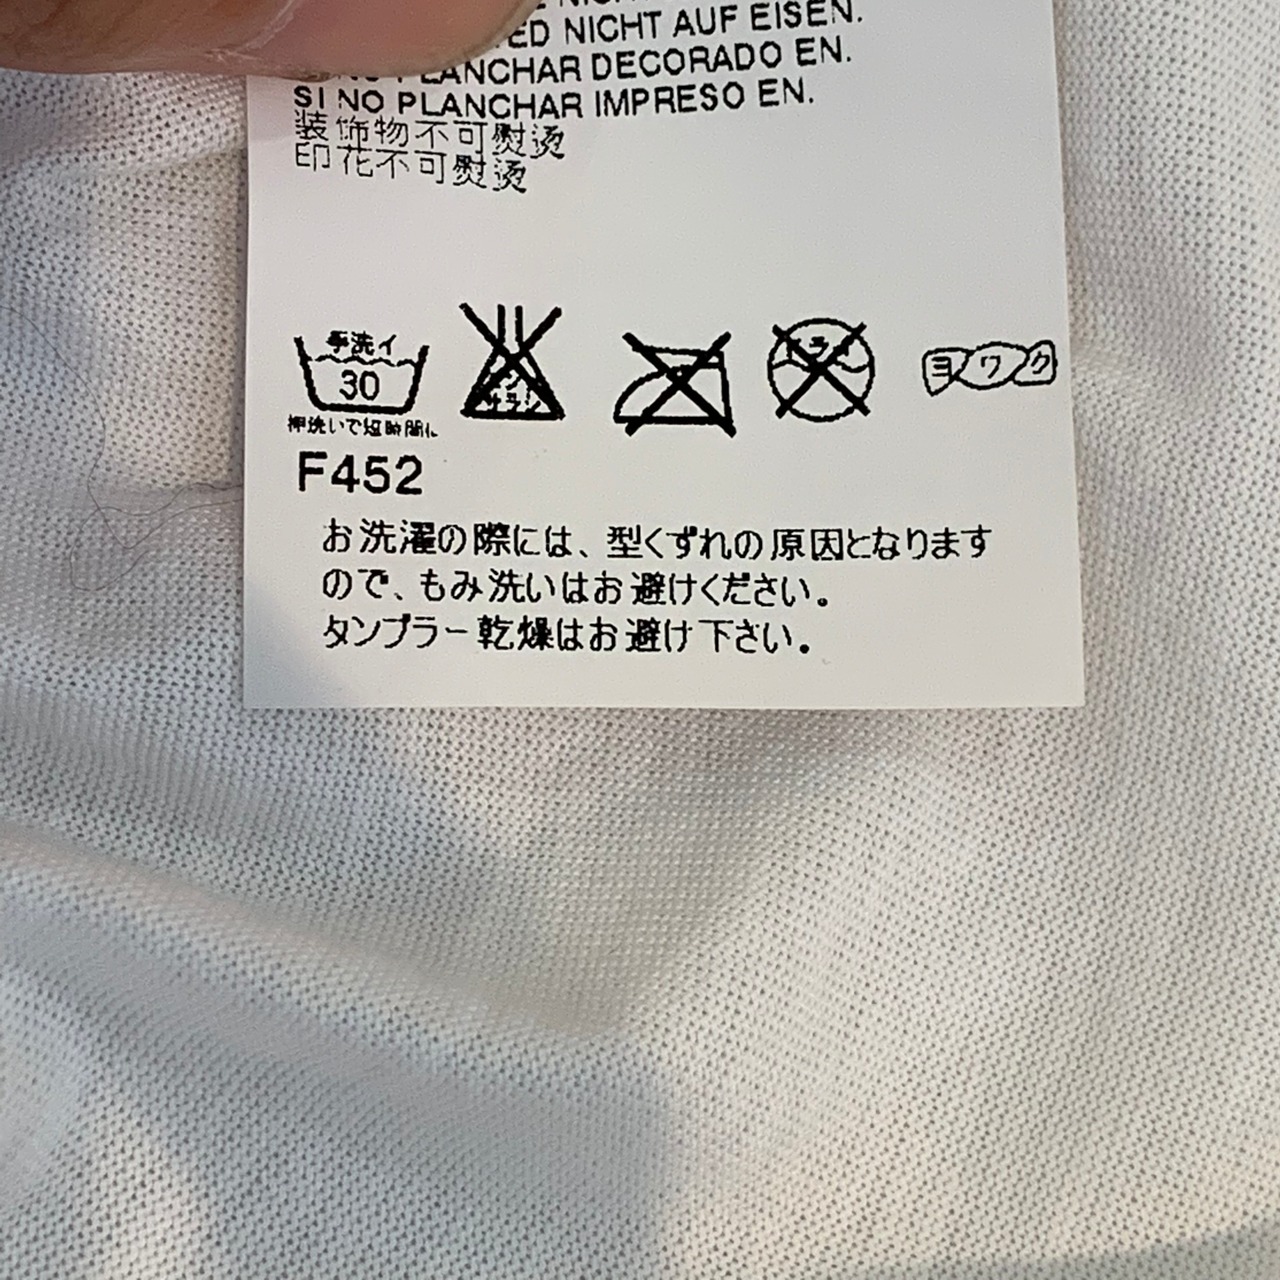 NICHT AUF EISEN.
PLANCHAR DECORADO EN.
SI NO PLANCHAR IMPRESO EN.
装饰物不可熨烫
印花不可熨烫
手洗イ
30
押洗いで短時間に
ヨワク
F452
お洗濯の際には、型くずれの原因となります
ので、もみ洗いはお避けください。
タンブラー乾燥はお避け下さい。